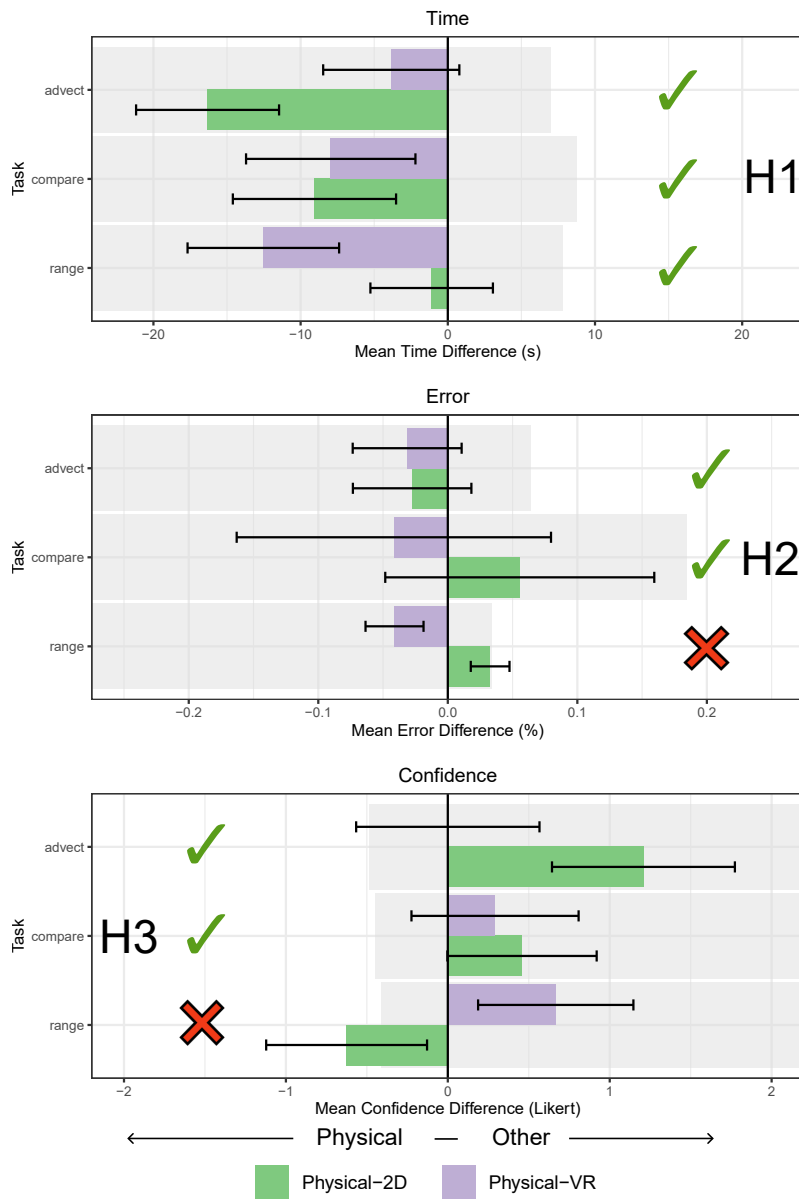 Time
advect
compare
range
Task
H1
−20
−10
0
10
20
Mean Time Difference (s)
Error
advect
compare
range
Task
H2
−0.2
−0.1
0.0
0.1
0.2
Mean Error Difference (%)
Confidence
advect
compare
range
Task
H3
−2
−1
0
1
2
Mean Confidence Difference (Likert)
Physical — Other
Physical−2D
Physical−VR